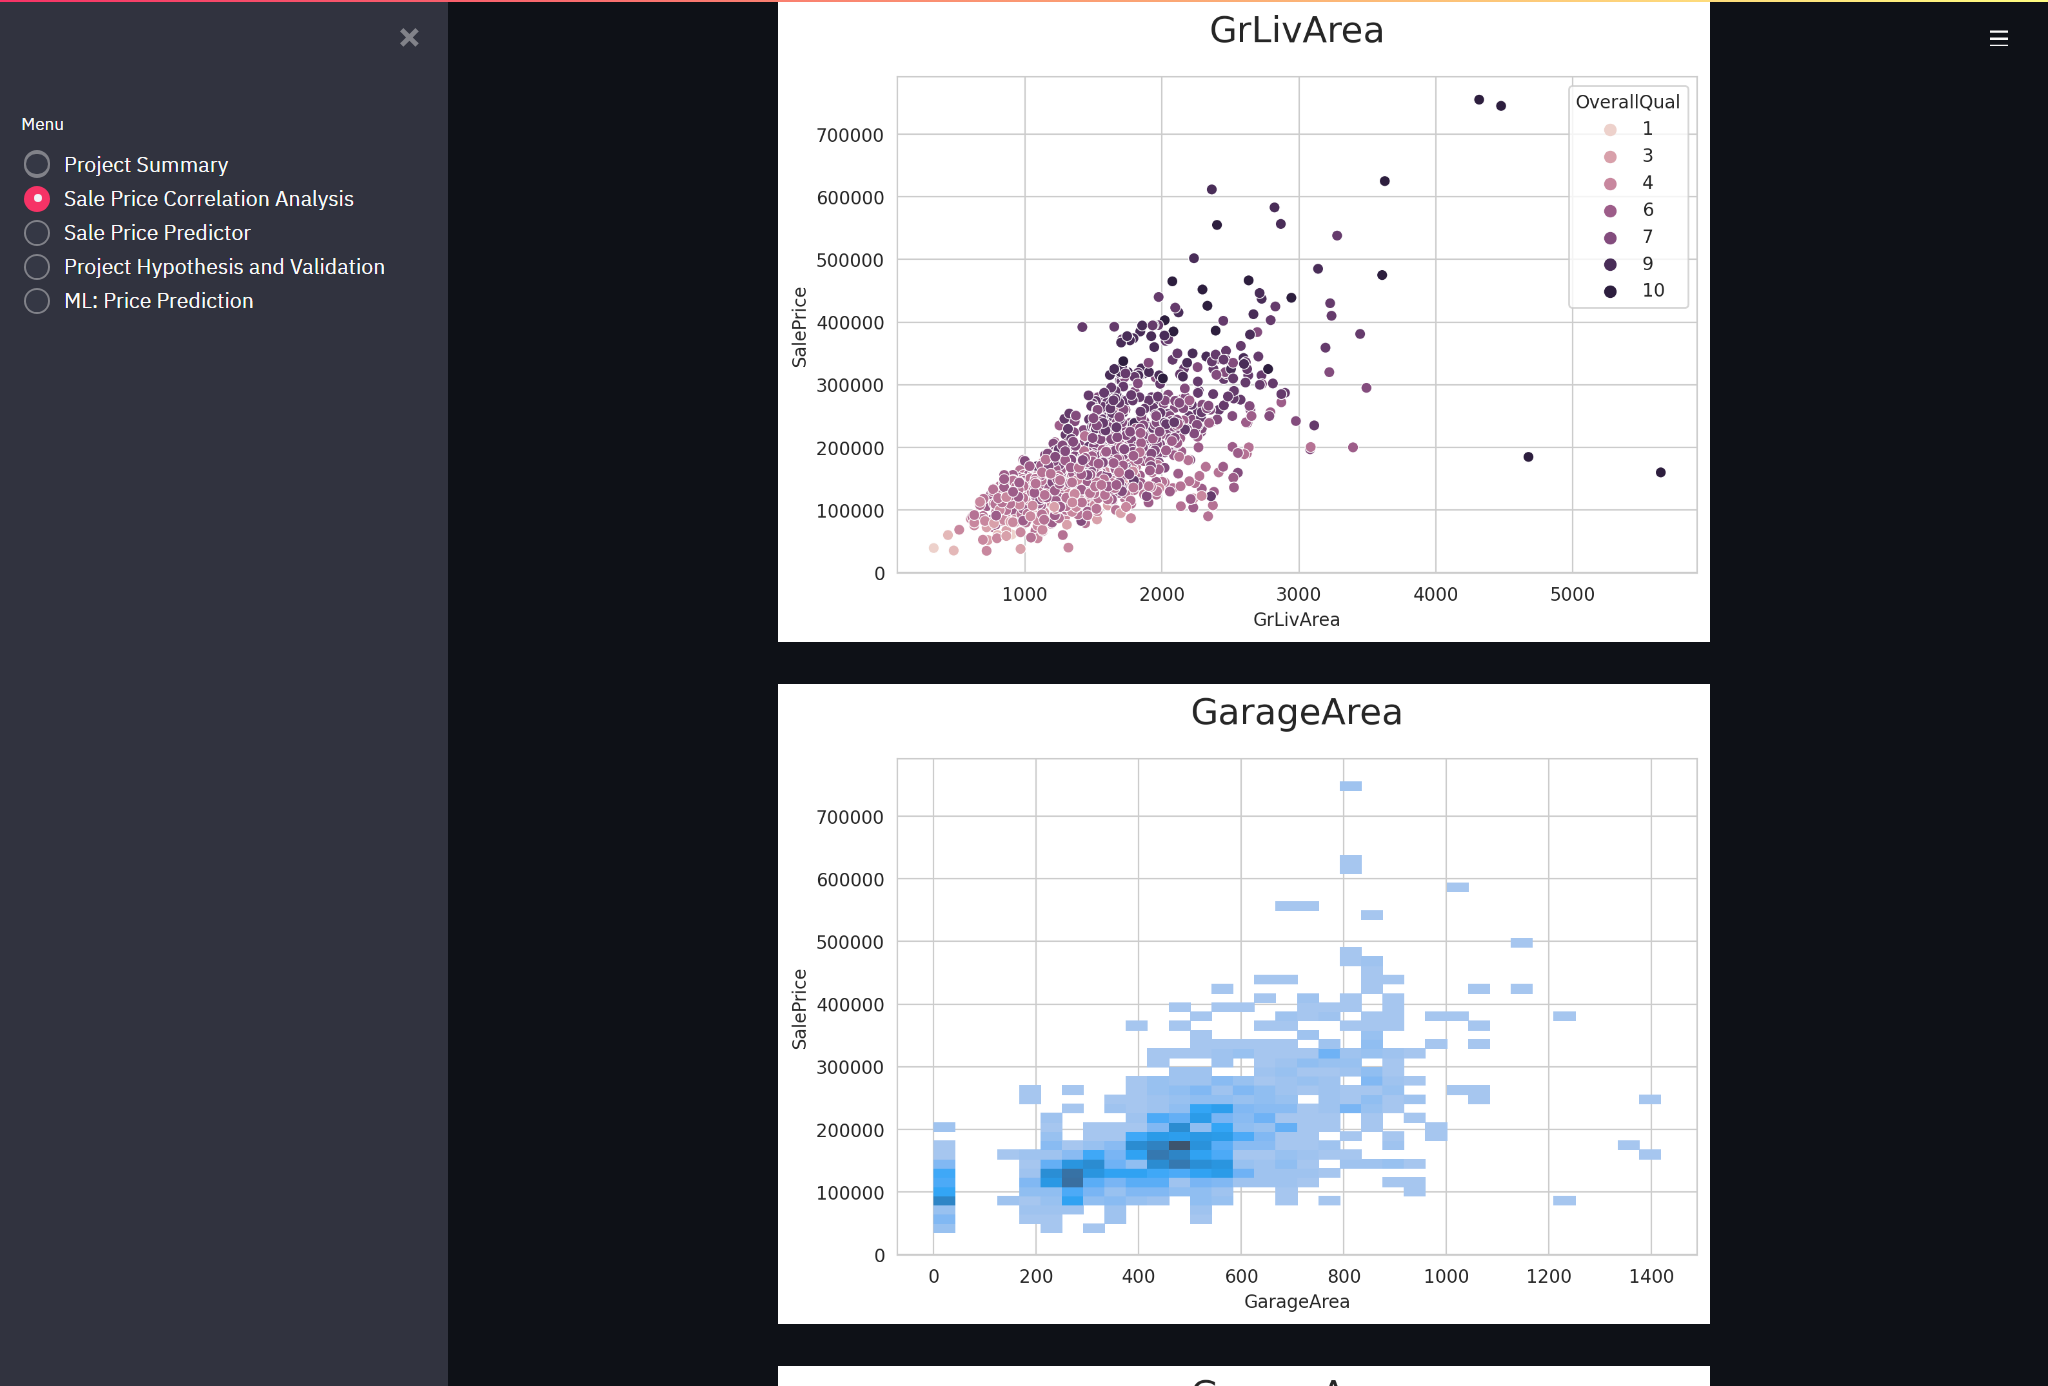 Menu
Project Summary
Sale Price Correlation Analysis
Sale Price Predictor
Project Hypothesis and Validation
ML: Price Prediction
GrLivArea
OverallQual
1
3
4
6
7
9
10
700000
600000
500000
400000
300000
200000
100000
0
SalePrice
1000 2000 3000 4000 5000
GrLivArea
GarageArea
700000
600000
500000
400000
300000
200000
100000
0
SalePrice
0 200 400 600 800 1000 1200 1400
GarageArea